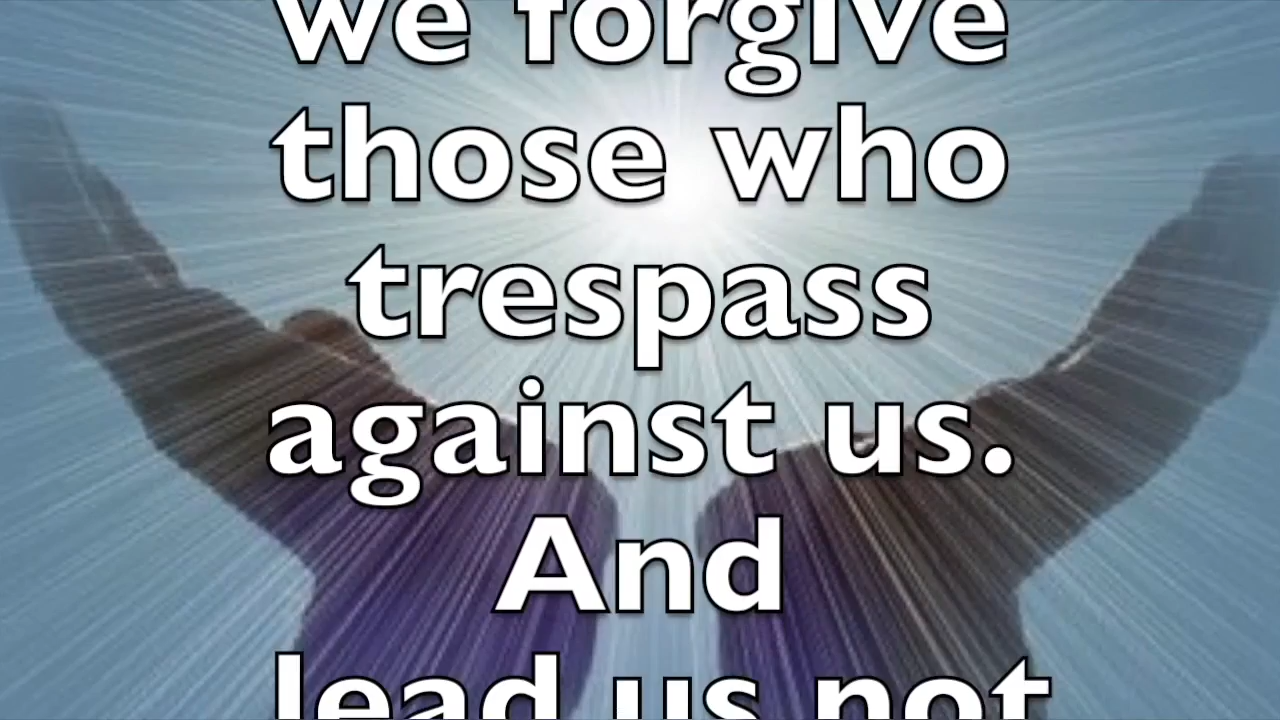 we forgive
those who
trespass
against us.
And
lead us not